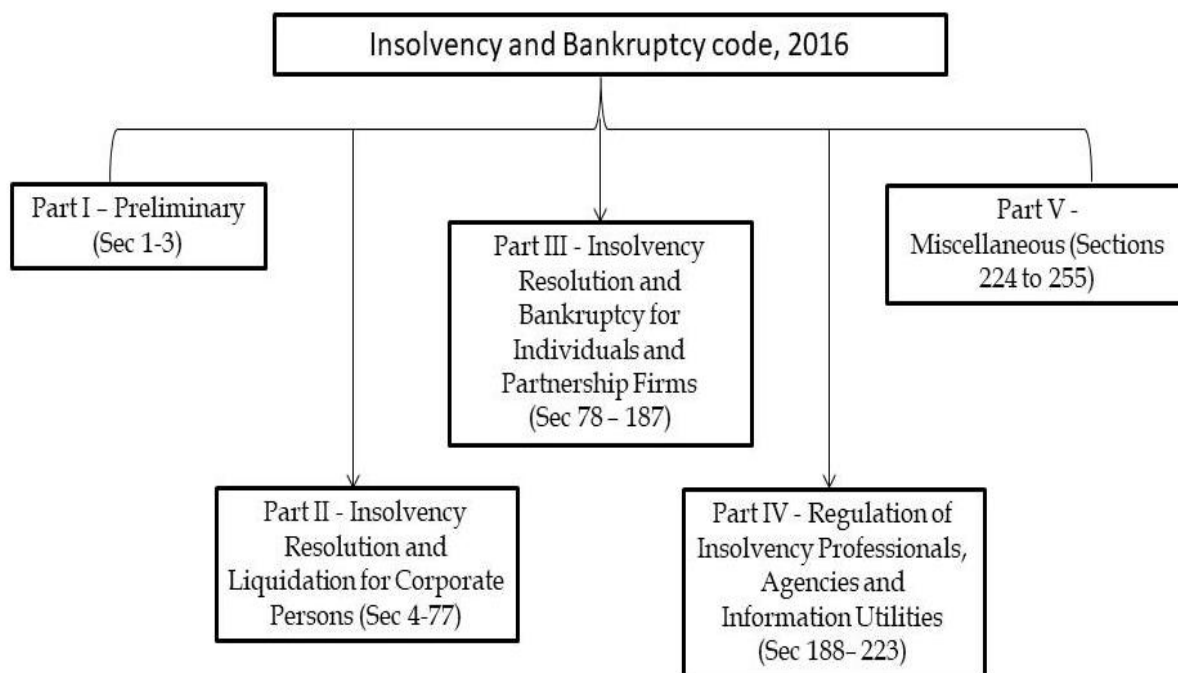 Insolvency and Bankruptcy code, 2016
Part I – Preliminary
(Sec 1-3)
Part II - Insolvency
Resolution and
Liquidation for Corporate
Persons (Sec 4-77)
Part III - Insolvency
Resolution and
Bankruptcy for
Individuals and
Partnership Firms
(Sec 78 – 187)
Part IV - Regulation of
Insolvency Professionals,
Agencies and
Information Utilities
(Sec 188– 223)
Part V -
Miscellaneous (Sections
224 to 255)